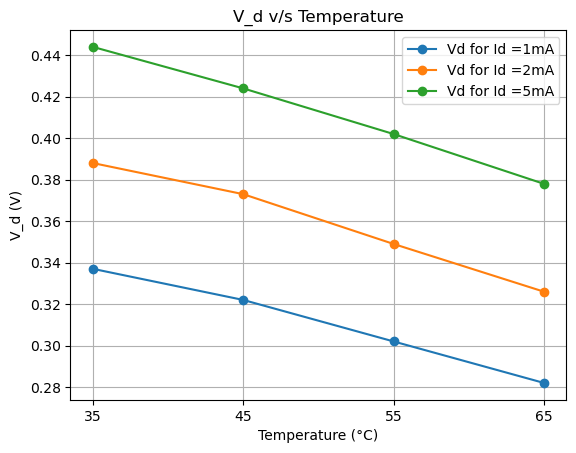 V_d v/s Temperature
Vd for Id =1mA
Vd for Id =2mA
Vd for Id =5mA
V_d (V)
0.44
0.42
0.40
0.38
0.36
0.34
0.32
0.30
0.28
35 45 55 65
Temperature (°C)